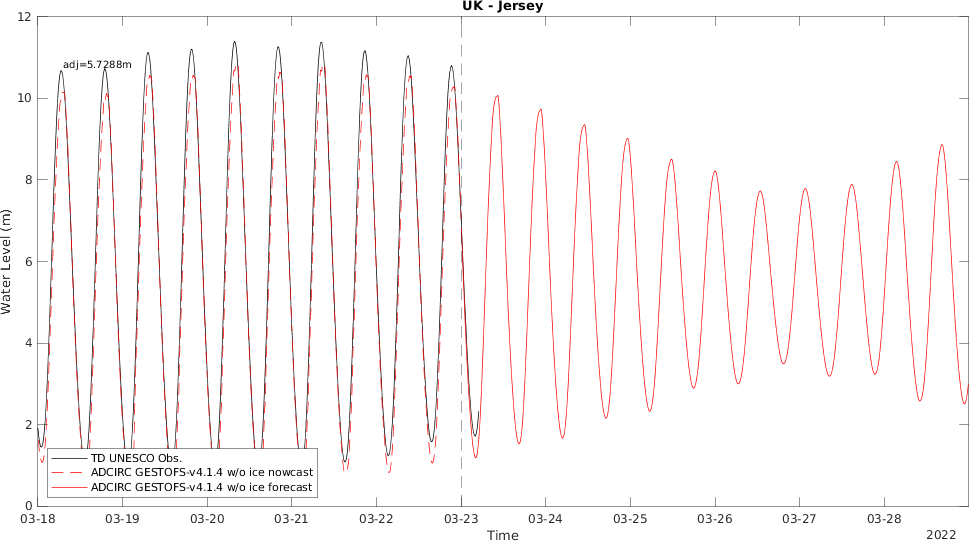 UK - Jersey
12
adj=5.7288m
10
8
6
4
2
0
Water Level (m)
TD UNESCO Obs.
ADCIRC GESTOFS-v4.1.4 w/o ice nowcast
ADCIRC GESTOFS-v4.1.4 w/o ice forecast
03-18 03-19 03-20 03-21 03-22 03-23 03-24 03-25 03-26 03-27 03-28
Time
2022